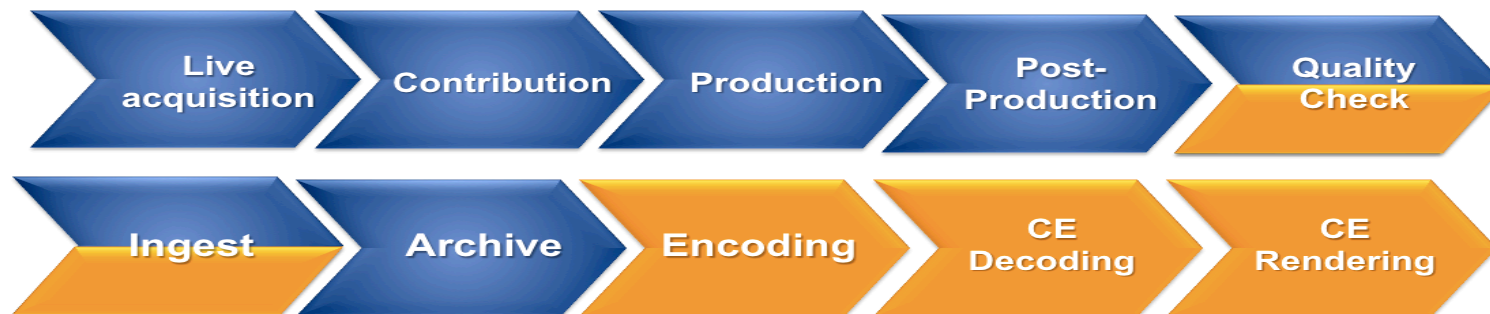 Live
acquisition
Contribution
Production
Post-
Production
Quality
Check
Ingest
Archive
Encoding
CE
Decoding
CE
Rendering